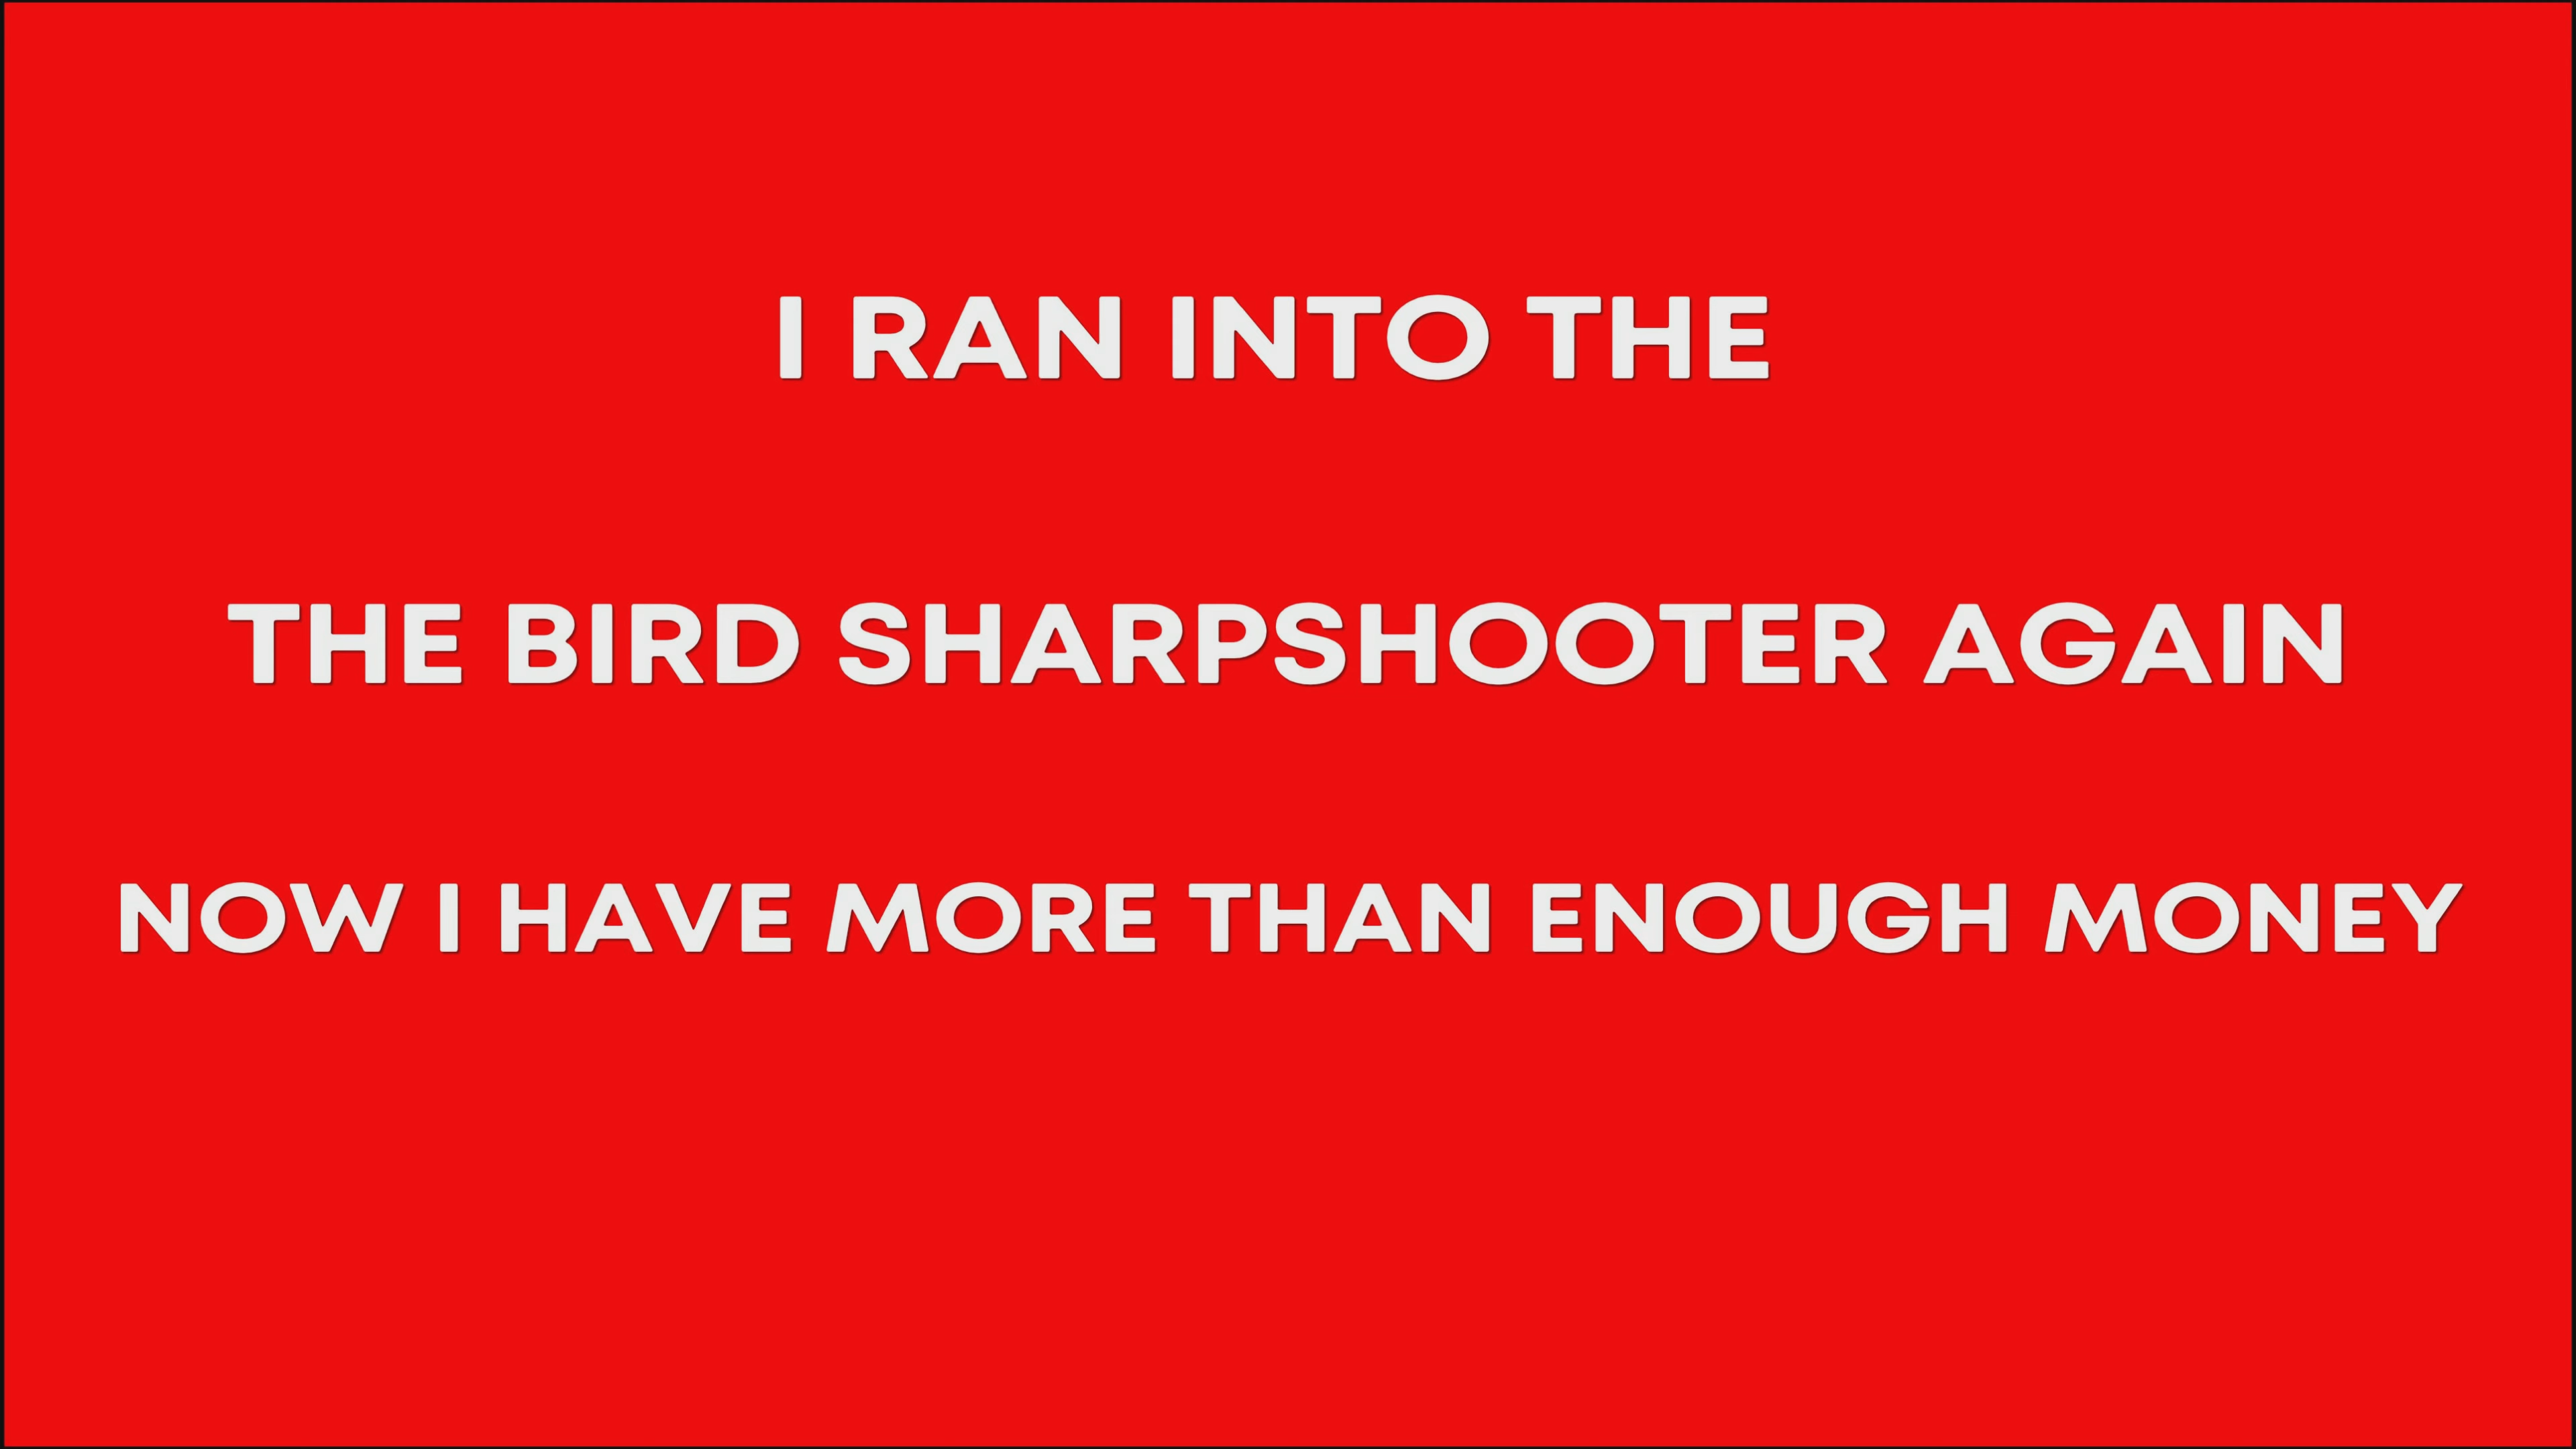 I RAN INTO THE
THE BIRD SHARPSHOOTER AGAIN
NOW I HAVE MORE THAN ENOUGH MONEY